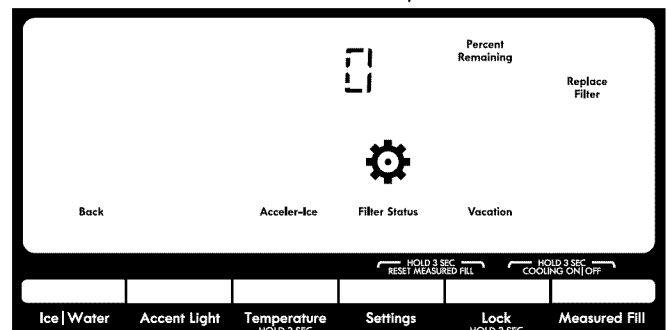 Percent
Remaining
0
Replace
Filter
Back
Acceler-Ice
Filter Status
Vacation
HOLD 3 SEC
RESET MEASURED FILL
HOLD 3 SEC
COOLING ON|OFF
Ice|Water
Accent Light
Temperature
Settings
Lock
Measured Fill
HOLD 3 SEC
HOLD 3 SEC